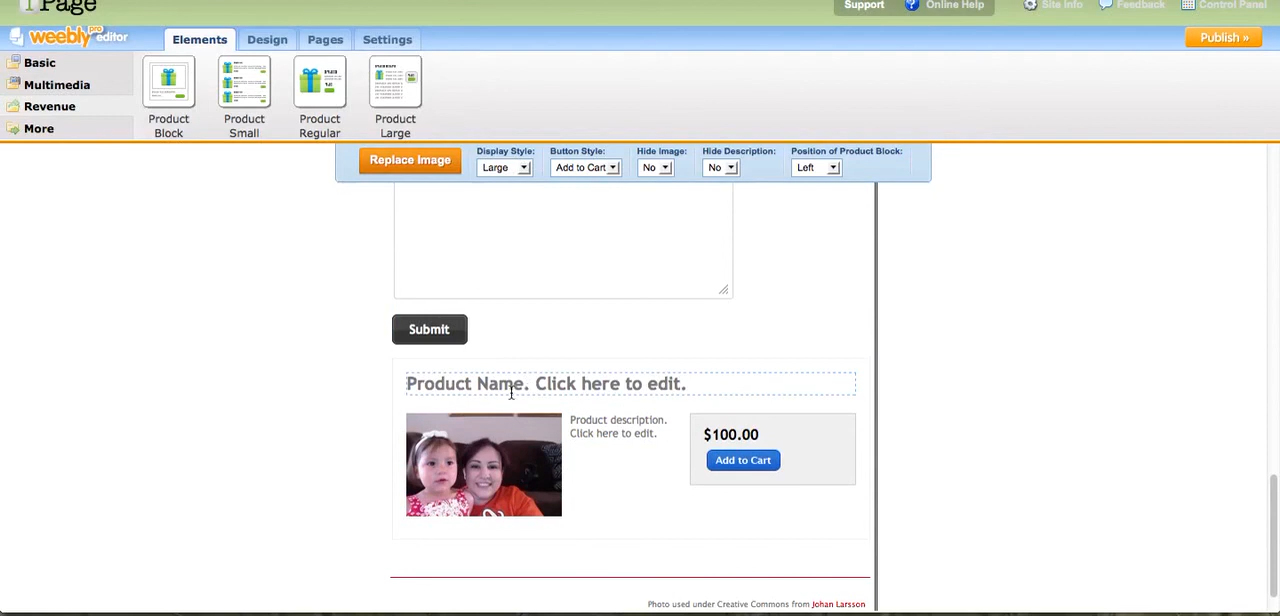 iPage
Support
Online Help
Site Info
Feedback
Control Panel
weebly pro editor
Elements
Design
Pages
Settings
Publish »
Basic
Multimedia
Revenue
More
Product Block
Product Small
Product Regular
Product Large
Replace Image
Display Style:
Large
Button Style:
Add to Cart
Hide Image:
No
Hide Description:
No
Position of Product Block:
Left
Submit
Product Name. Click here to edit.
Product description.
Click here to edit.
$100.00
Add to Cart
Photo used under Creative Commons from Johan Larsson